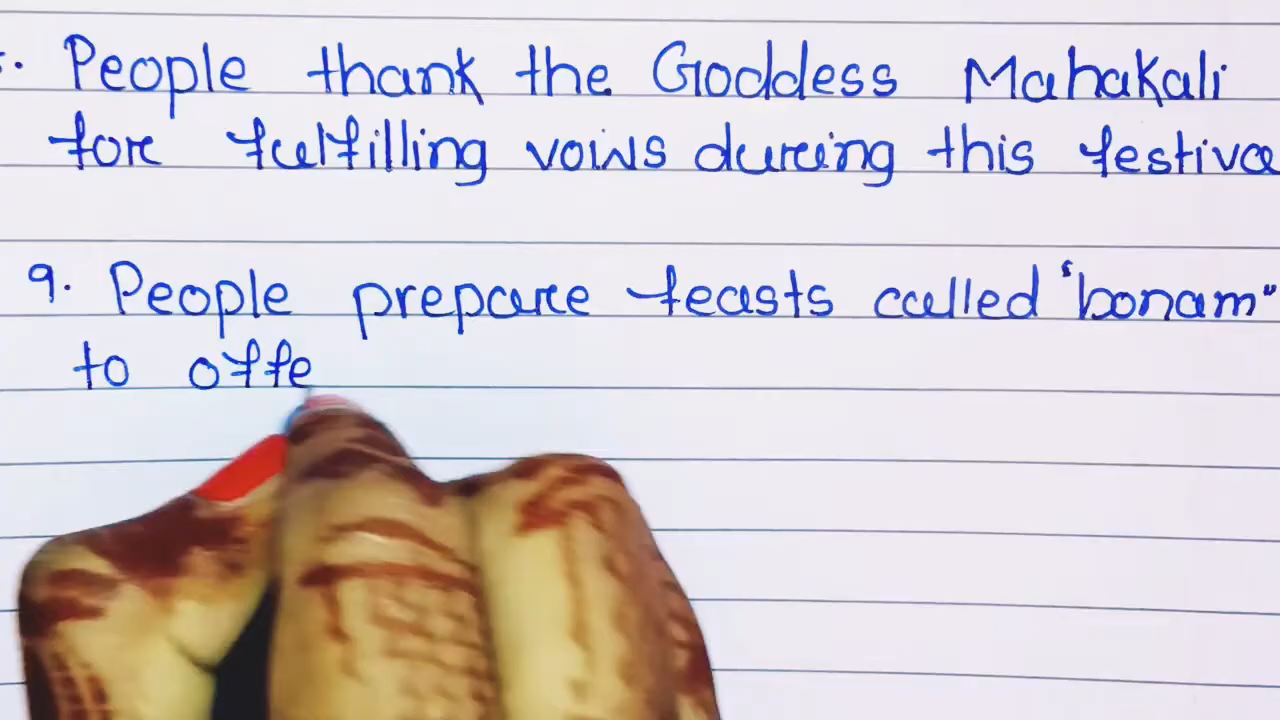 . People thank the Goddess Mahakali
for fulfilling vows during this festiva
9. People prepare feasts called "bonam"
to offe